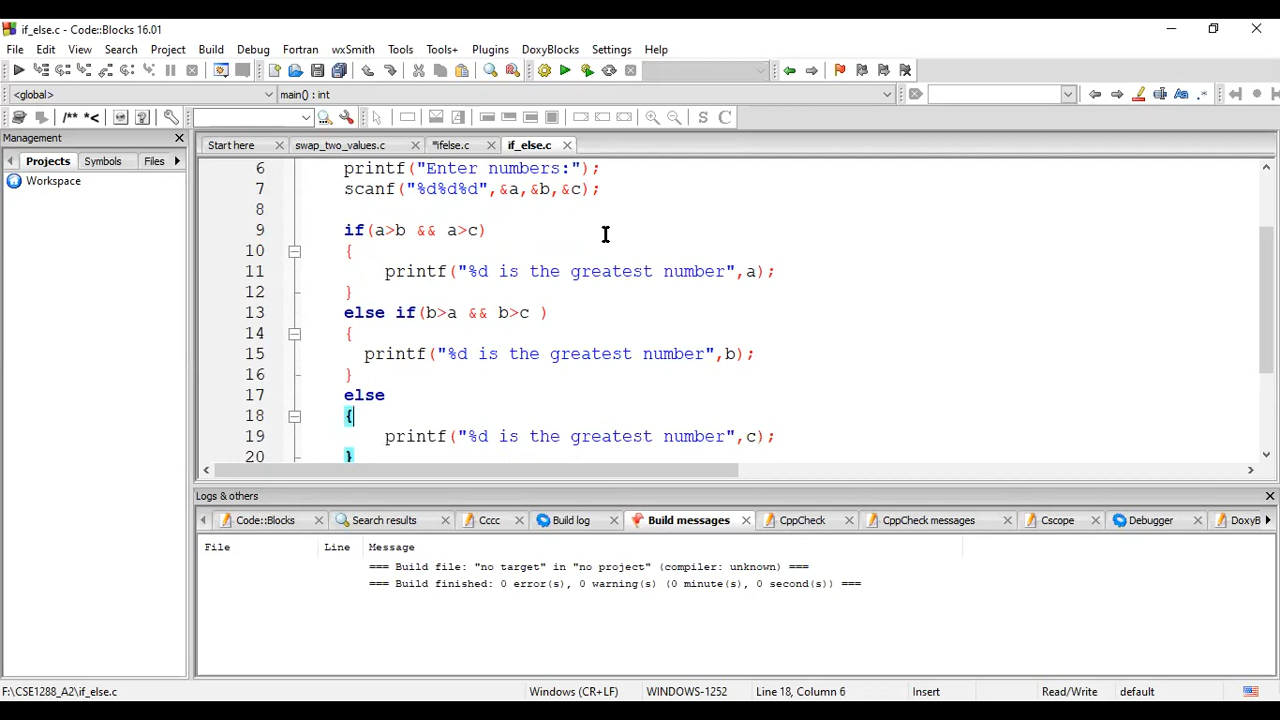 if_else.c - Code::Blocks 16.01
File Edit View Search Project Build Debug Fortran wxSmith Tools Tools+ Plugins DoxyBlocks Settings Help
<global> main() : int
/** *<
S C
Management
Start here swap_two_values.c *ifelse.c if_else.c
Projects Symbols Files
Workspace
6 printf("Enter numbers:");
7 scanf("%d%d%d",&a,&b,&c);
8
9 if(a>b && a>c)
10 {
11 printf("%d is the greatest number",a);
12 }
13 else if(b>a && b>c )
14 {
15 printf("%d is the greatest number",b);
16 }
17 else
18 {
19 printf("%d is the greatest number",c);
20 }
Logs & others
Code::Blocks Search results Cccc Build log Build messages CppCheck CppCheck messages Cscope Debugger DoxyB
File Line Message
=== Build file: "no target" in "no project" (compiler: unknown) ===
=== Build finished: 0 error(s), 0 warning(s) (0 minute(s), 0 second(s)) ===
F:\CSE1288_A2\if_else.c Windows (CR+LF) WINDOWS-1252 Line 18, Column 6 Insert Read/Write default